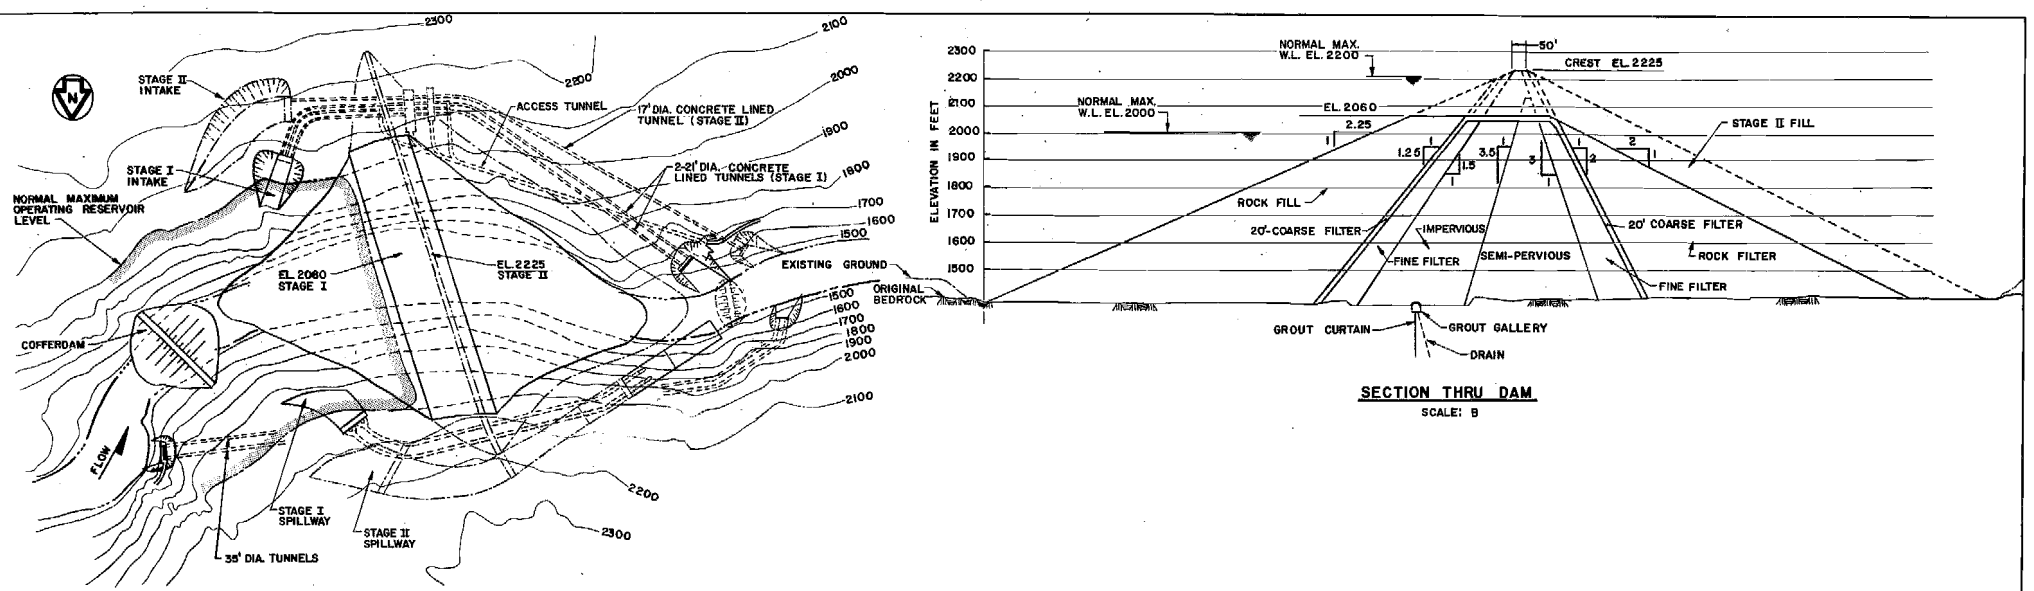 2300
2100
2200
2000
1900
1800
1700
1600
1500
N
STAGE II
INTAKE
ACCESS TUNNEL
17' DIA. CONCRETE LINED
TUNNEL (STAGE II)
STAGE I
INTAKE
2-21' DIA. CONCRETE
LINED TUNNELS (STAGE I)
NORMAL MAXIMUM
OPERATING RESERVOIR
LEVEL
EL. 2060
STAGE I
EL. 2225
STAGE II
COFFERDAM
1500
1600
1700
1800
1900
2000
2100
2200
2300
FLOW
STAGE I
SPILLWAY
STAGE II
SPILLWAY
35' DIA. TUNNELS
EXISTING GROUND
ORIGINAL
BEDROCK
ELEVATION IN FEET
2300
2200
2100
2000
1900
1800
1700
1600
1500
NORMAL MAX.
W.L. EL. 2200
50'
CREST EL. 2225
NORMAL MAX.
W.L. EL. 2000
EL. 2060
STAGE II FILL
2.25
1
1
1.25
1.5
1
1
3.5
3
1
1
2
2
1
ROCK FILL
20'-COARSE FILTER
IMPERVIOUS
FINE FILTER
SEMI-PERVIOUS
20' COARSE FILTER
ROCK FILTER
FINE FILTER
GROUT CURTAIN
GROUT GALLERY
DRAIN
SECTION THRU DAM
SCALE: B